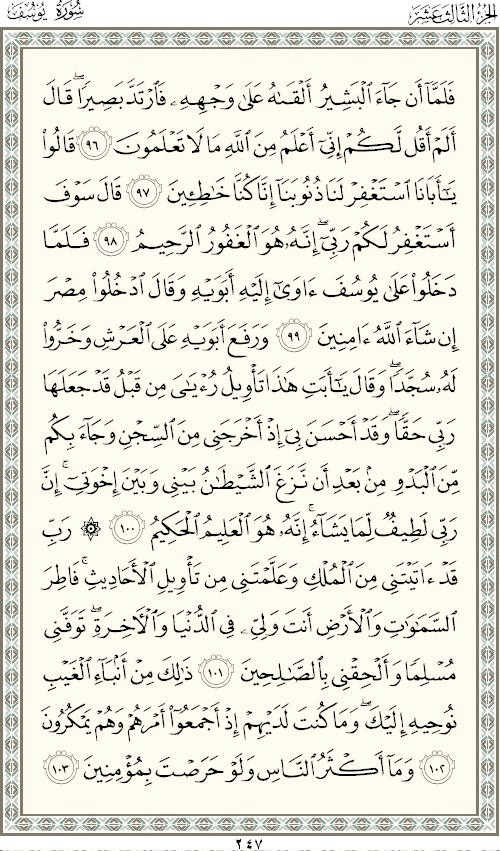 الجزء الثالث عشر
سورة يوسف
فَلَمَّآ أَن جَآءَ ٱلْبَشِيرُ أَلْقَىٰهُ عَلَىٰ وَجْهِهِۦ فَٱرْتَدَّ بَصِيرًا ۖ قَالَ
أَلَمْ أَقُل لَّكُمْ إِنِّىٓ أَعْلَمُ مِنَ ٱللَّهِ مَا لَا تَعْلَمُونَ ٩٦ قَالُوا۟
يَـٰٓأَبَانَا ٱسْتَغْفِرْ لَنَا ذُنُوبَنَآ إِنَّا كُنَّا خَـٰطِـِٔينَ ٩٧ قَالَ سَوْفَ
أَسْتَغْفِرُ لَكُمْ رَبِّىٓ ۖ إِنَّهُۥ هُوَ ٱلْغَفُورُ ٱلرَّحِيمُ ٩٨ فَلَمَّا
دَخَلُوا۟ عَلَىٰ يُوسُفَ ءَاوَىٰٓ إِلَيْهِ أَبَوَيْهِ وَقَالَ ٱدْخُلُوا۟ مِصْرَ
إِن شَآءَ ٱللَّهُ ءَامِنِينَ ٩٩ وَرَفَعَ أَبَوَيْهِ عَلَى ٱلْعَرْشِ وَخَرُّوا۟
لَهُۥ سُجَّدًا ۖ وَقَالَ يَـٰٓأَبَتِ هَـٰذَا تَأْوِيلُ رُءْيَـٰىَ مِن قَبْلُ قَدْ جَعَلَهَا
رَبِّى حَقًّا ۖ وَقَدْ أَحْسَنَ بِىٓ إِذْ أَخْرَجَنِى مِنَ ٱلسِّجْنِ وَجَآءَ بِكُم
مِّنَ ٱلْبَدْوِ مِنۢ بَعْدِ أَن نَّزَغَ ٱلشَّيْطَـٰنُ بَيْنِى وَبَيْنَ إِخْوَتِىٓ ۚ إِنَّ
رَبِّى لَطِيفٌ لِّمَا يَشَآءُ ۚ إِنَّهُۥ هُوَ ٱلْعَلِيمُ ٱلْحَكِيمُ ١٠٠ ۞ رَبِّ
قَدْ ءَاتَيْتَنِى مِنَ ٱلْمُلْكِ وَعَلَّمْتَنِى مِن تَأْوِيلِ ٱلْأَحَادِيثِ ۚ فَاطِرَ
ٱلسَّمَـٰوَٰتِ وَٱلْأَرْضِ أَنتَ وَلِىِّۦ فِى ٱلدُّنْيَا وَٱلْـَٔاخِرَةِ ۖ تَوَفَّنِى
مُسْلِمًا وَأَلْحِقْنِى بِٱلصَّـٰلِحِينَ ١٠١ ذَٰلِكَ مِنْ أَنۢبَآءِ ٱلْغَيْبِ
نُوحِيهِ إِلَيْكَ ۖ وَمَا كُنتَ لَدَيْهِمْ إِذْ أَجْمَعُوٓا۟ أَمْرَهُمْ وَهُمْ يَمْكُرُونَ
١٠٢ وَمَآ أَكْثَرُ ٱلنَّاسِ وَلَوْ حَرَصْتَ بِمُؤْمِنِينَ ١٠٣
٢٤٧